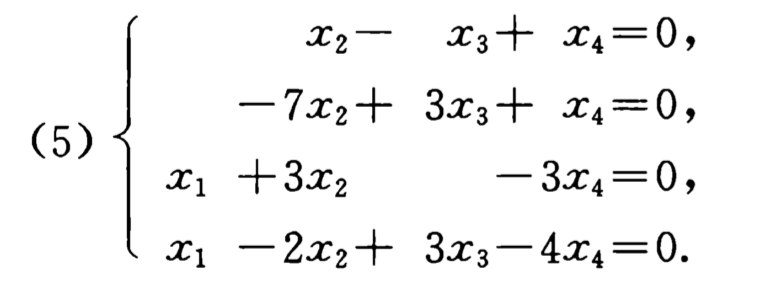 x₂ − x₃ + x₄ = 0,
−7x₂ + 3x₃ + x₄ = 0,
(5) x₁ + 3x₂ − 3x₄ = 0,
x₁ − 2x₂ + 3x₃ − 4x₄ = 0.